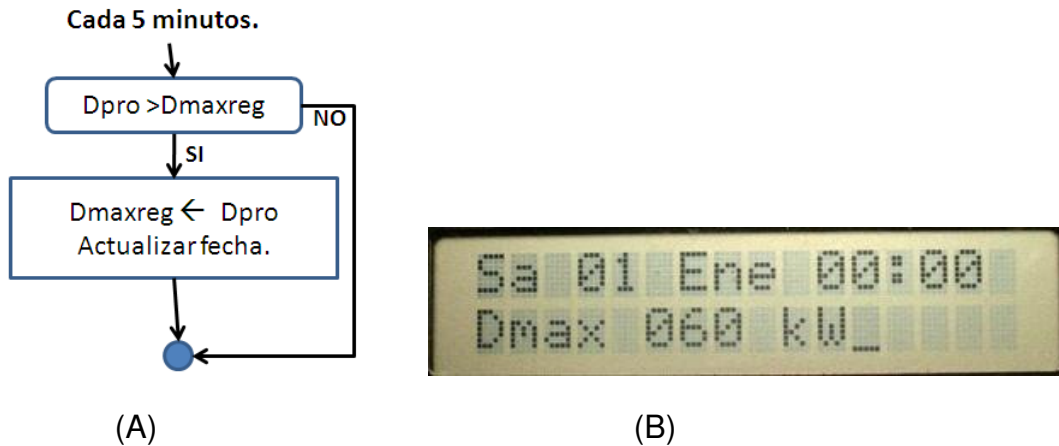 Cada 5 minutos.
Dpro >Dmaxreg
NO
SI
Dmaxreg ← Dpro
Actualizar fecha.
Sa 01 Ene 00:00
Dmax 060 kW_
(A)
(B)